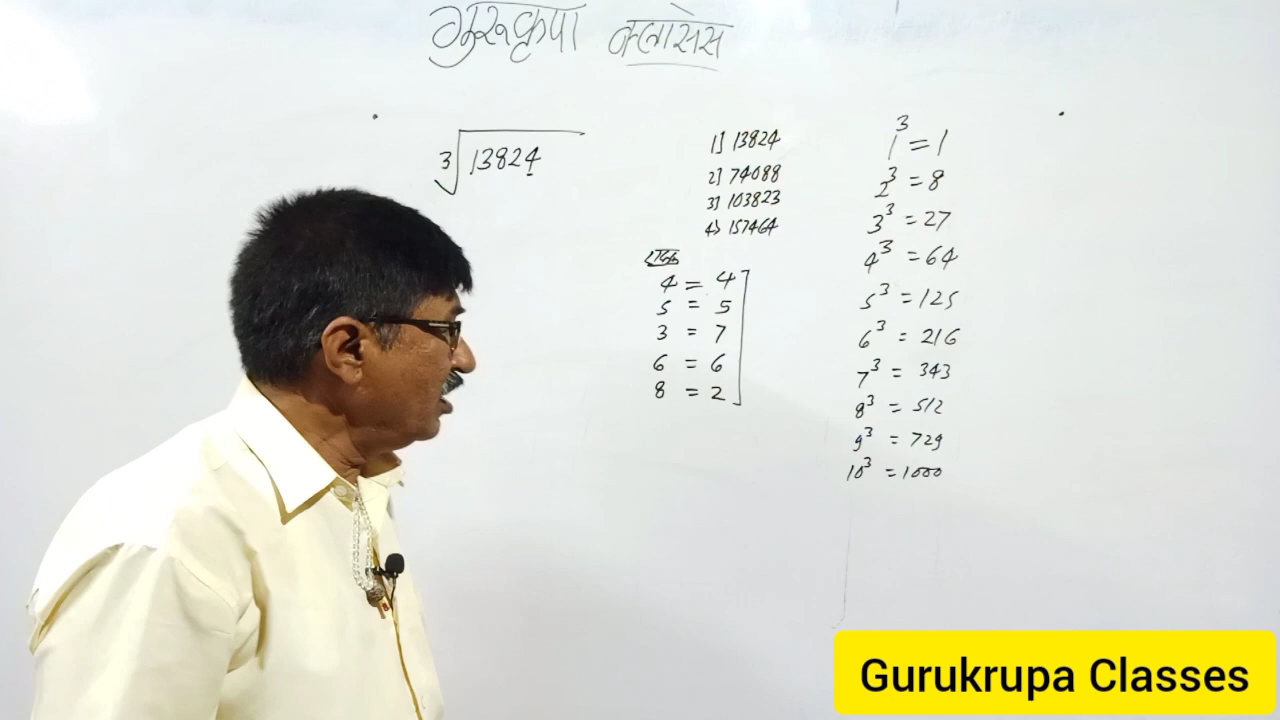 गुरूकृपा क्लासेस
∛13824
1) 13824
2) 74088
3) 103823
4) 157464
4 = 4
5 = 5
3 = 7
6 = 6
8 = 2
1³ = 1
2³ = 8
3³ = 27
4³ = 64
5³ = 125
6³ = 216
7³ = 343
8³ = 512
9³ = 729
10³ = 1000
Gurukrupa Classes